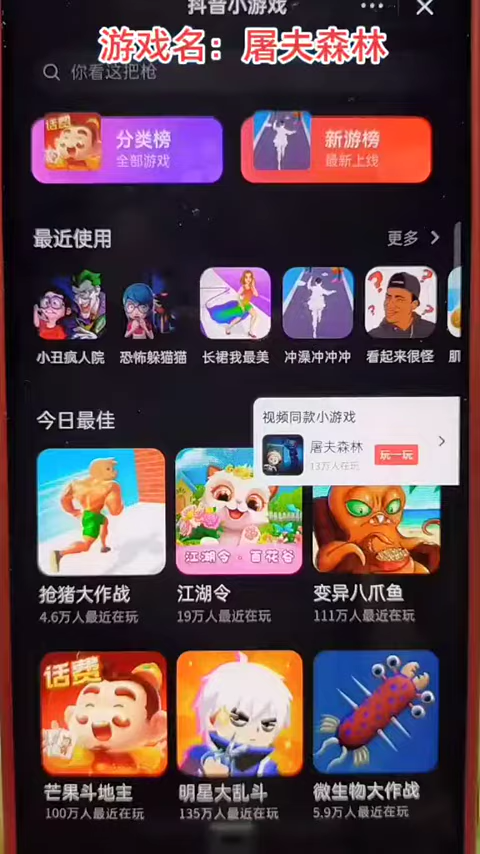 抖音小游戏
游戏名：屠夫森林
你看这把枪
话费
分类榜
全部游戏
新游榜
最新上线
最近使用
更多
小丑疯人院
恐怖躲猫猫
长裙我最美
冲澡冲冲冲
看起来很怪
肌
今日最佳
视频同款小游戏
屠夫森林
13万人在玩
玩一玩
江湖令
百花谷
抢猪大作战
4.6万人最近在玩
江湖令
19万人最近在玩
变异八爪鱼
111万人最近在玩
话费
芒果斗地主
100万人最近在玩
明星大乱斗
135万人最近在玩
微生物大作战
5.9万人最近在玩